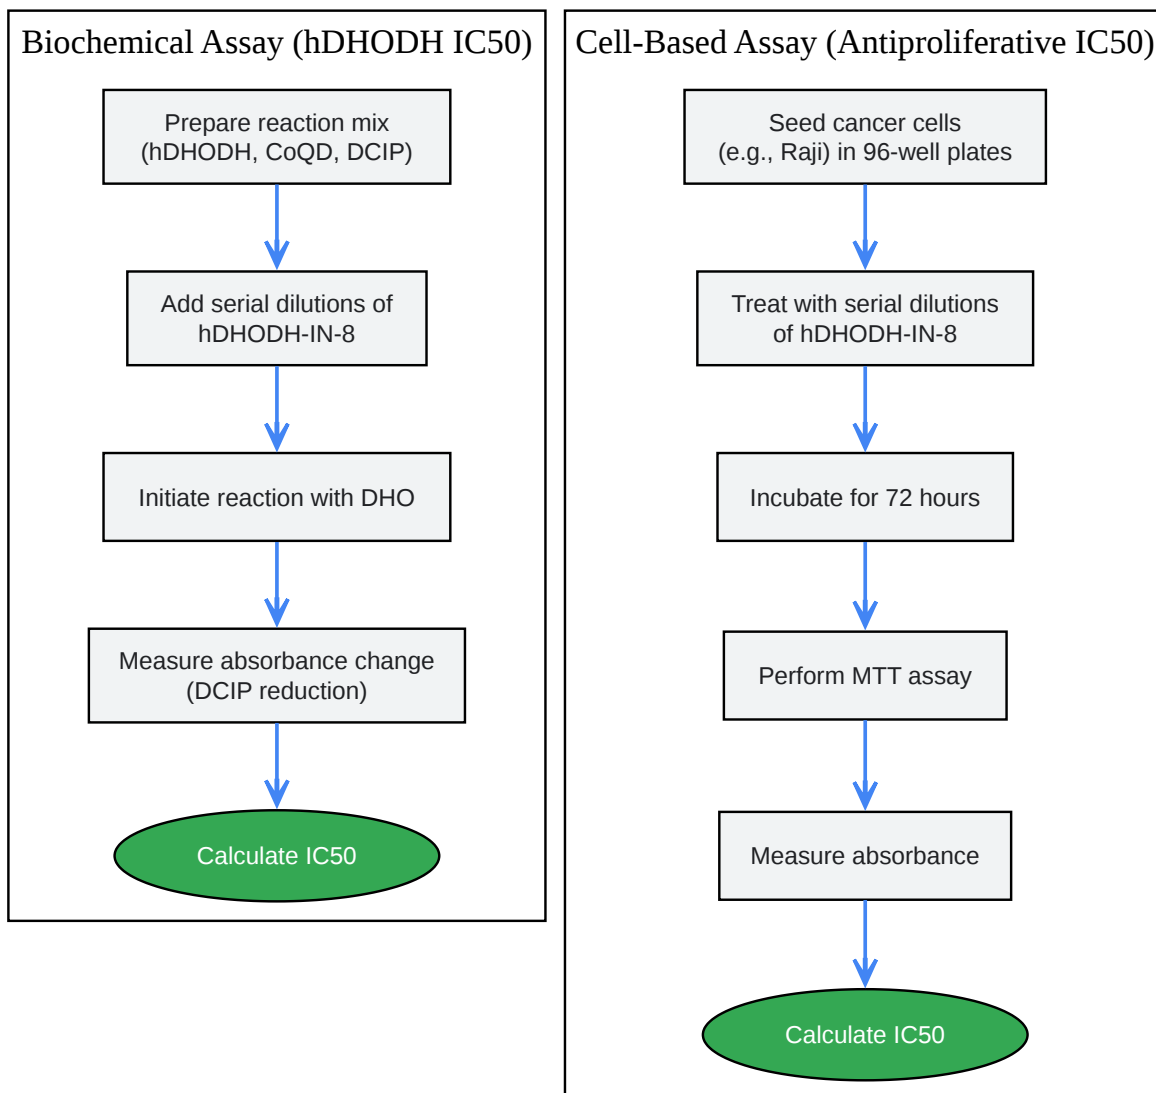 Biochemical Assay (hDHODH IC50)
Prepare reaction mix
(hDHODH, CoQD, DCIP)
Add serial dilutions of
hDHODH-IN-8
Initiate reaction with DHO
Measure absorbance change
(DCIP reduction)
Calculate IC50
Cell-Based Assay (Antiproliferative IC50)
Seed cancer cells
(e.g., Raji) in 96-well plates
Treat with serial dilutions
of hDHODH-IN-8
Incubate for 72 hours
Perform MTT assay
Measure absorbance
Calculate IC50